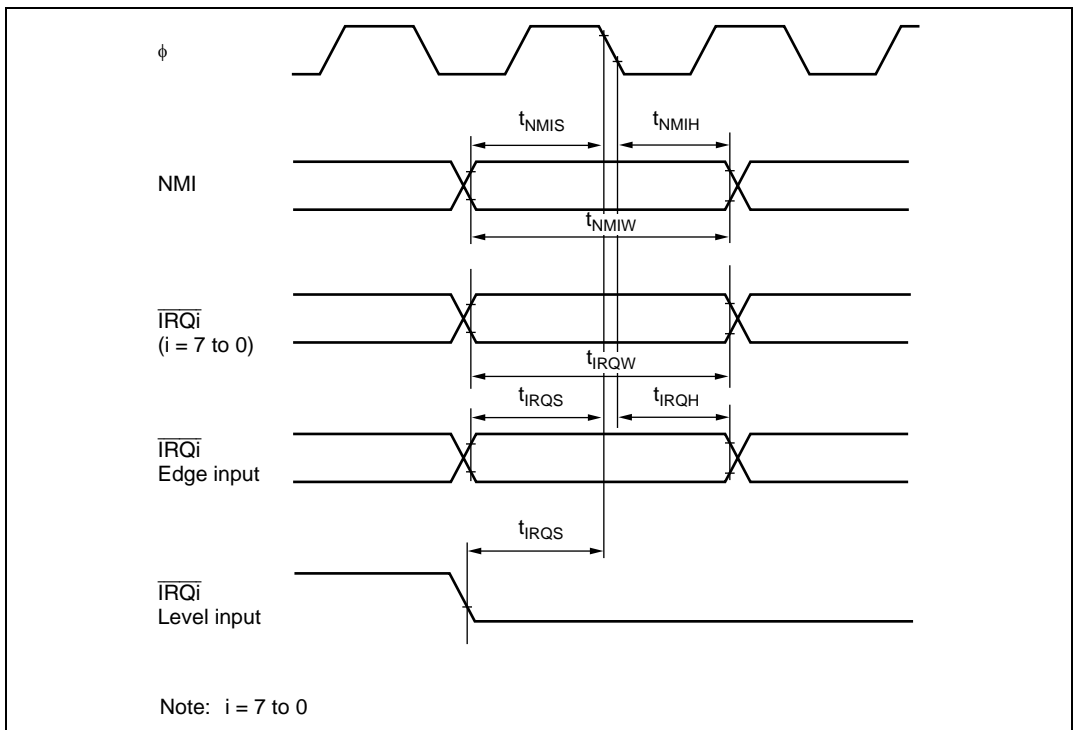 ϕ
tNMIS tNMIH
NMI
tNMIW
IRQi
(i = 7 to 0)
tIRQW
tIRQS tIRQH
IRQi
Edge input
tIRQS
IRQi
Level input
Note: i = 7 to 0